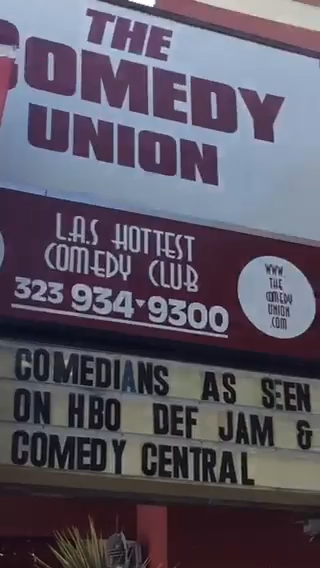 THE
COMEDY
UNION
L.A.S HOTTEST
COMEDY CLUB
323 934-9300
WWW.
THE
COMEDY
UNION
.COM
COMEDIANS AS SEEN
ON HBO DEF JAM &
COMEDY CENTRAL